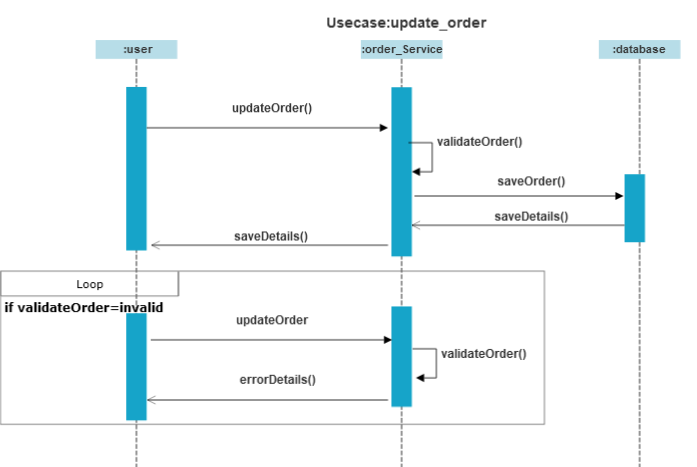 Usecase:update_order
:user
:order_Service
:database
updateOrder()
validateOrder()
saveOrder()
saveDetails()
saveDetails()
Loop
if validateOrder=invalid
updateOrder
validateOrder()
errorDetails()